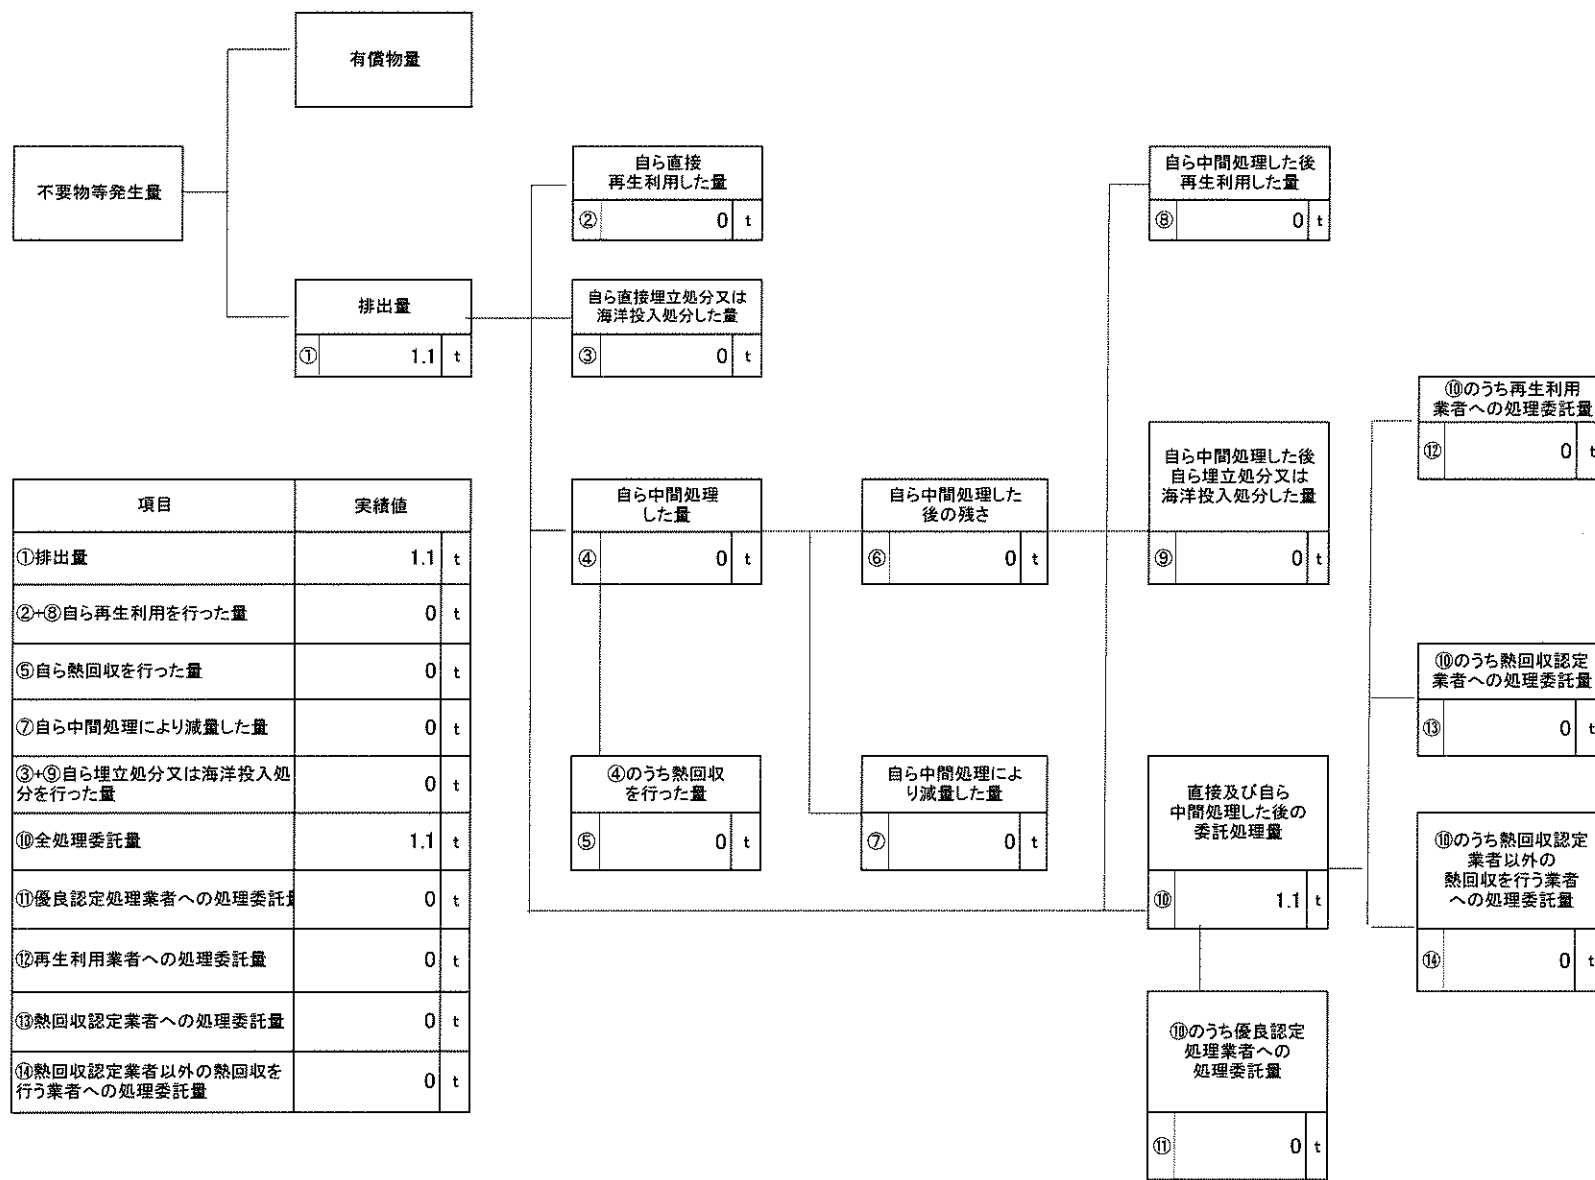 有償物量
不要物等発生量
排出量
① 1.1 t
自ら直接
再生利用した量
② 0 t
自ら直接埋立処分又は
海洋投入処分した量
③ 0 t
自ら中間処理
した量
④ 0 t
④のうち熱回収
を行った量
⑤ 0 t
自ら中間処理した
後の残さ
⑥ 0 t
自ら中間処理によ
り減量した量
⑦ 0 t
自ら中間処理した後
再生利用した量
⑧ 0 t
自ら中間処理した後
自ら埋立処分又は
海洋投入処分した量
⑨ 0 t
直接及び自ら
中間処理した後の
委託処理量
⑩ 1.1 t
⑩のうち優良認定
処理業者への
処理委託量
⑪ 0 t
⑩のうち再生利用
業者への処理委託量
⑫ 0 t
⑩のうち熱回収認定
業者への処理委託量
⑬ 0 t
⑩のうち熱回収認定
業者以外の
熱回収を行う業者
への処理委託量
⑭ 0 t
項目 実績値
①排出量 1.1 t
②+⑧自ら再生利用を行った量 0 t
⑤自ら熱回収を行った量 0 t
⑦自ら中間処理により減量した量 0 t
③+⑨自ら埋立処分又は海洋投入処
分を行った量 0 t
⑩全処理委託量 1.1 t
⑪優良認定処理業者への処理委託 0 t
⑫再生利用業者への処理委託量 0 t
⑬熱回収認定業者への処理委託量 0 t
⑭熱回収認定業者以外の熱回収を
行う業者への処理委託量 0 t